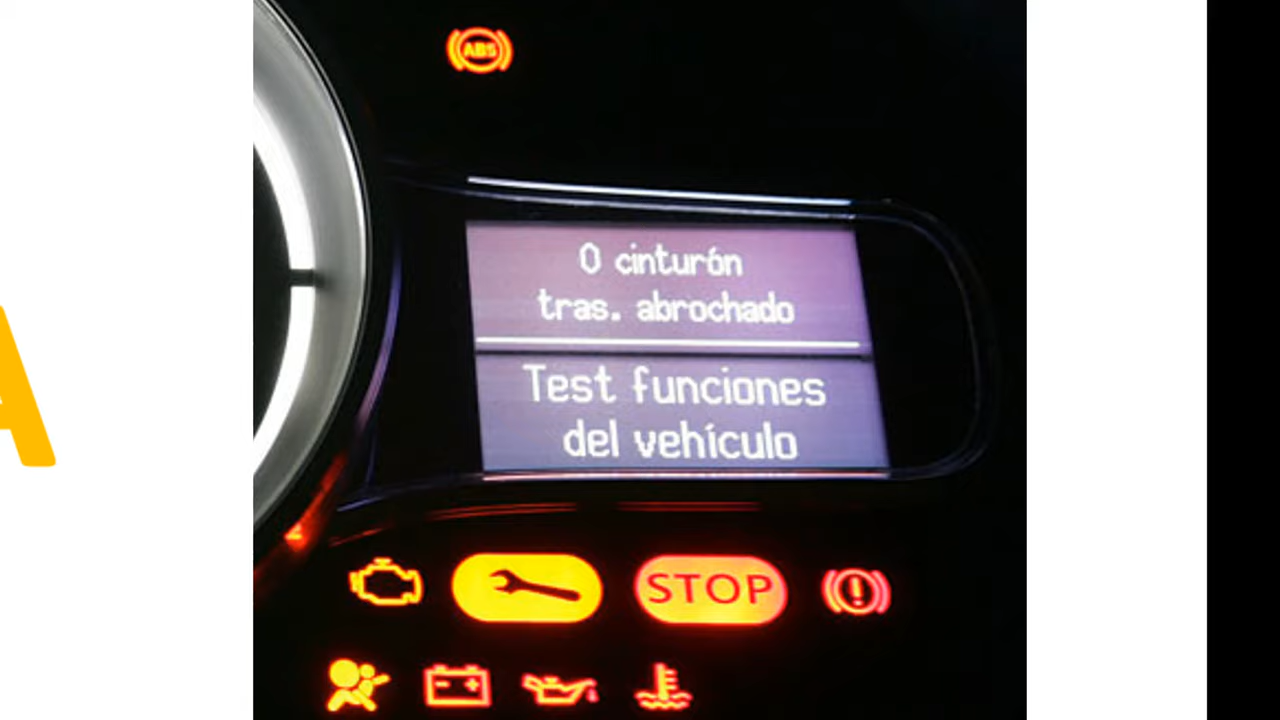 ABS
0 cinturón
tras. abrochado
Test funciones
del vehículo
STOP
A